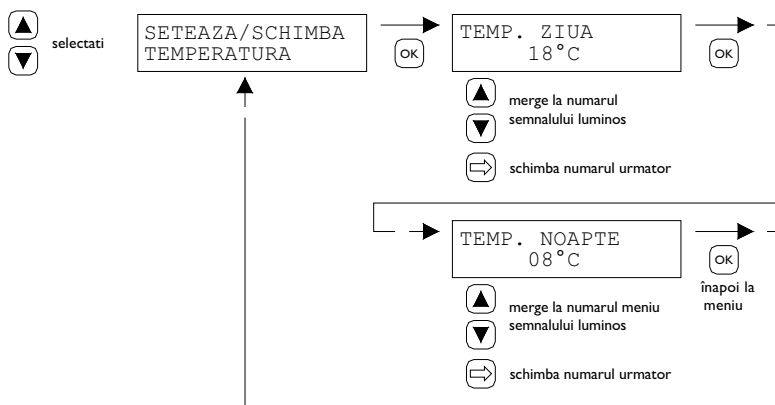 selectati
SETEAZA/SCHIMBA
TEMPERATURA
OK
TEMP. ZIUA
18°C
OK
merge la numarul
semnalului luminos
schimba numarul urmator
TEMP. NOAPTE
08°C
OK
înapoi la
meniu
merge la numarul meniu
semnalului luminos
schimba numarul urmator